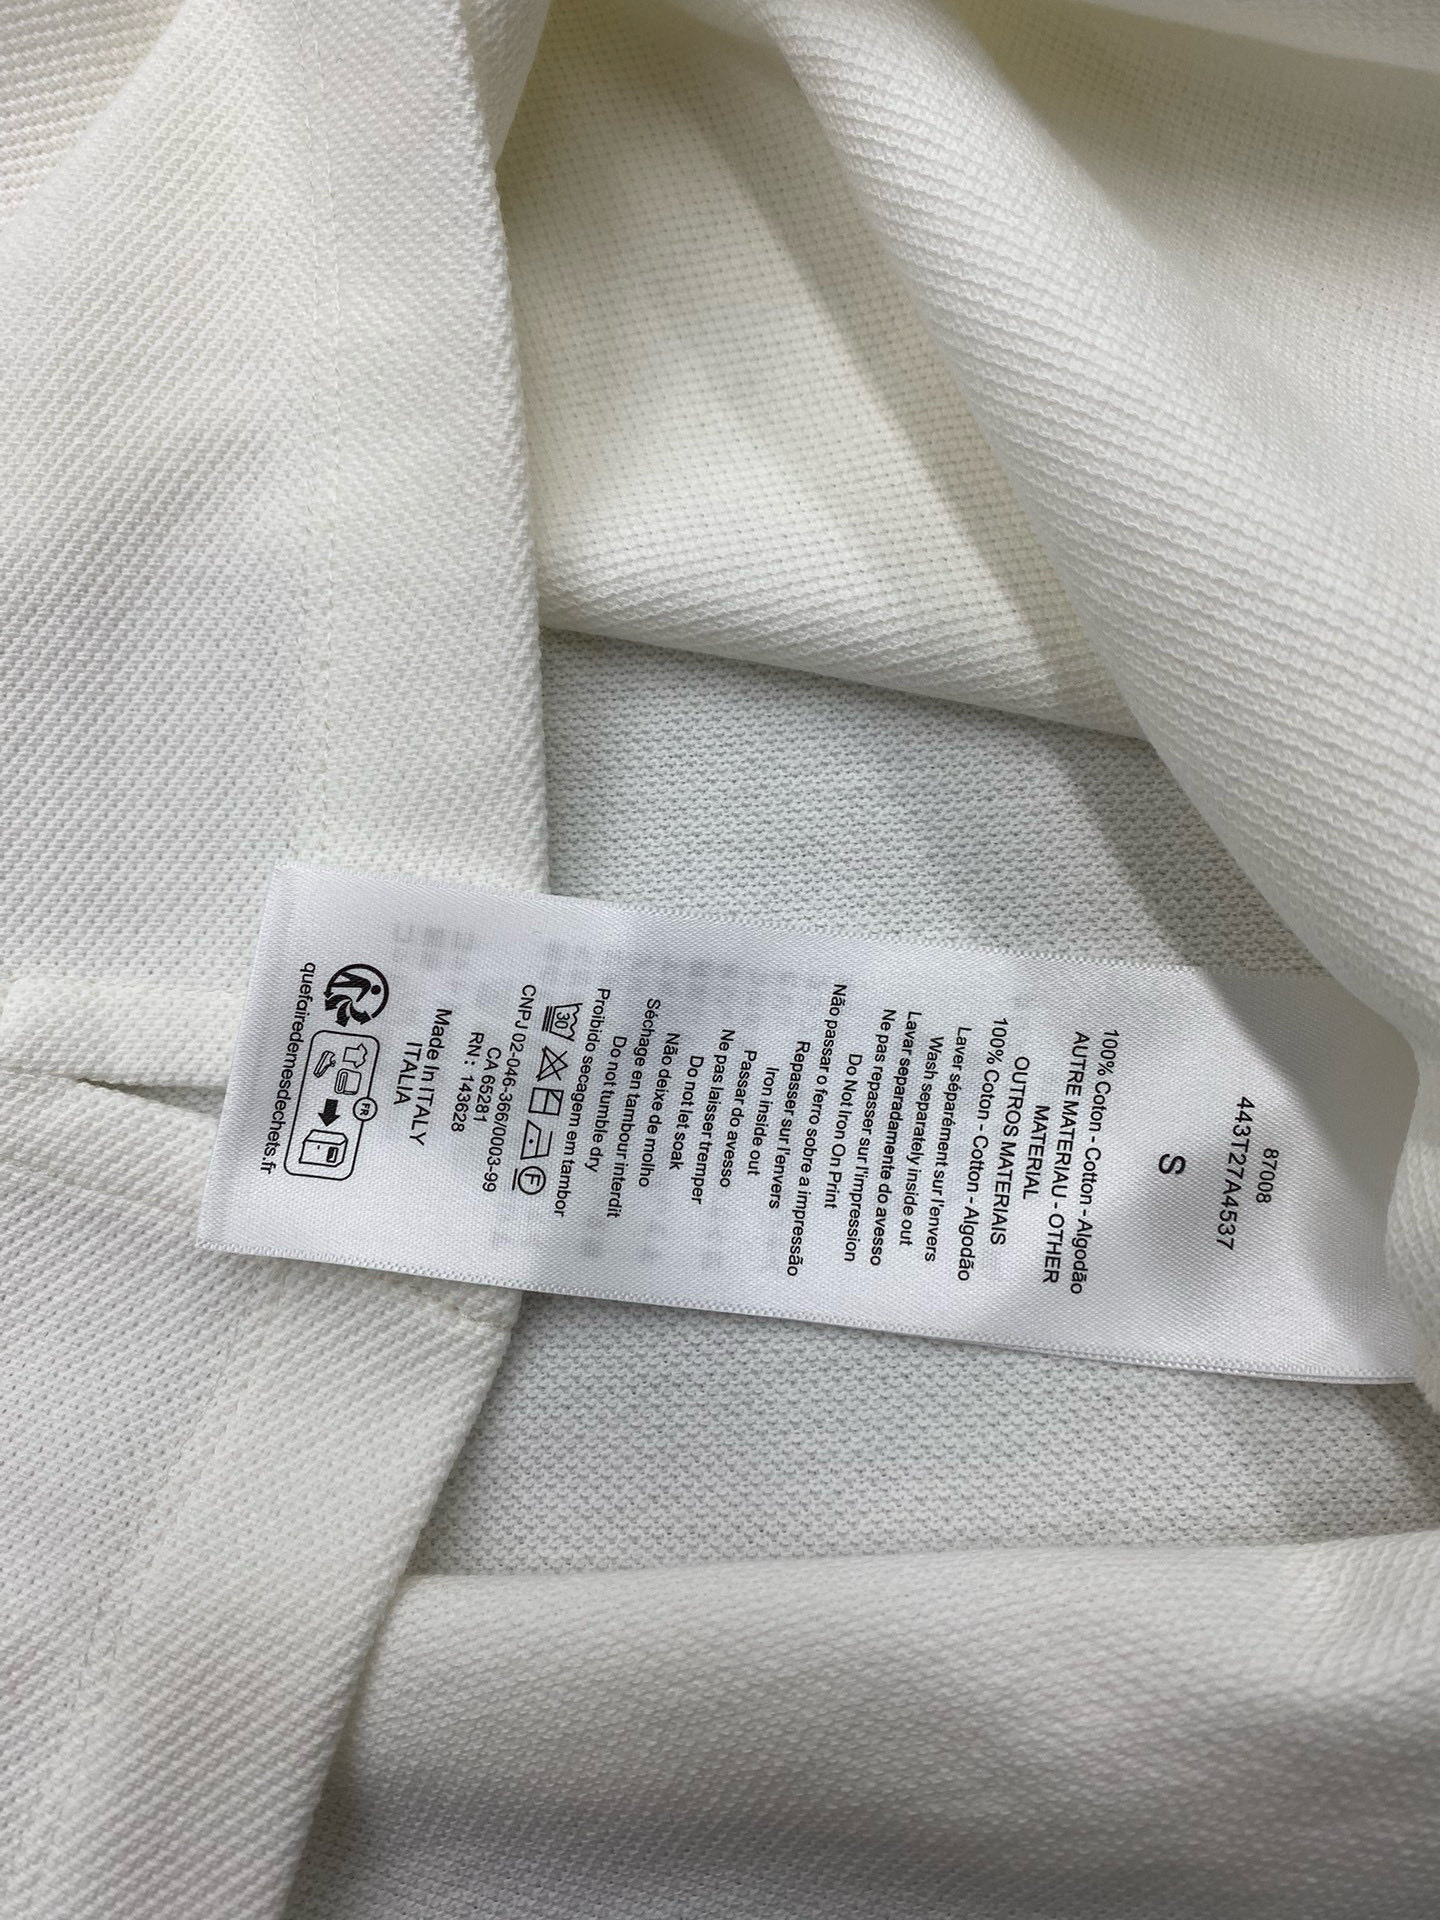 87008
443T27A4537
S
100% Coton - Cotton - Algodão
AUTRE MATERIAU - OTHER
MATERIAL
OUTROS MATERIAIS
100% Coton - Cotton - Algodão
Laver séparément sur l'envers
Wash separately inside out
Lavar separadamente do avesso
Ne pas repasser sur l'impression
Do Not Iron On Print
Não passar o ferro sobre a impressão
Repasser sur l'envers
Iron inside out
Passar do avesso
Ne pas laisser tremper
Do not let soak
Não deixe de molho
Séchage en tambour interdit
Do not tumble dry
Proibido secagem em tambor
30 F
CNPJ 02-046-366/0003-99
CA 65281
RN : 143628
Made In ITALY
ITALIA
FR
quefairedemesdechets.fr